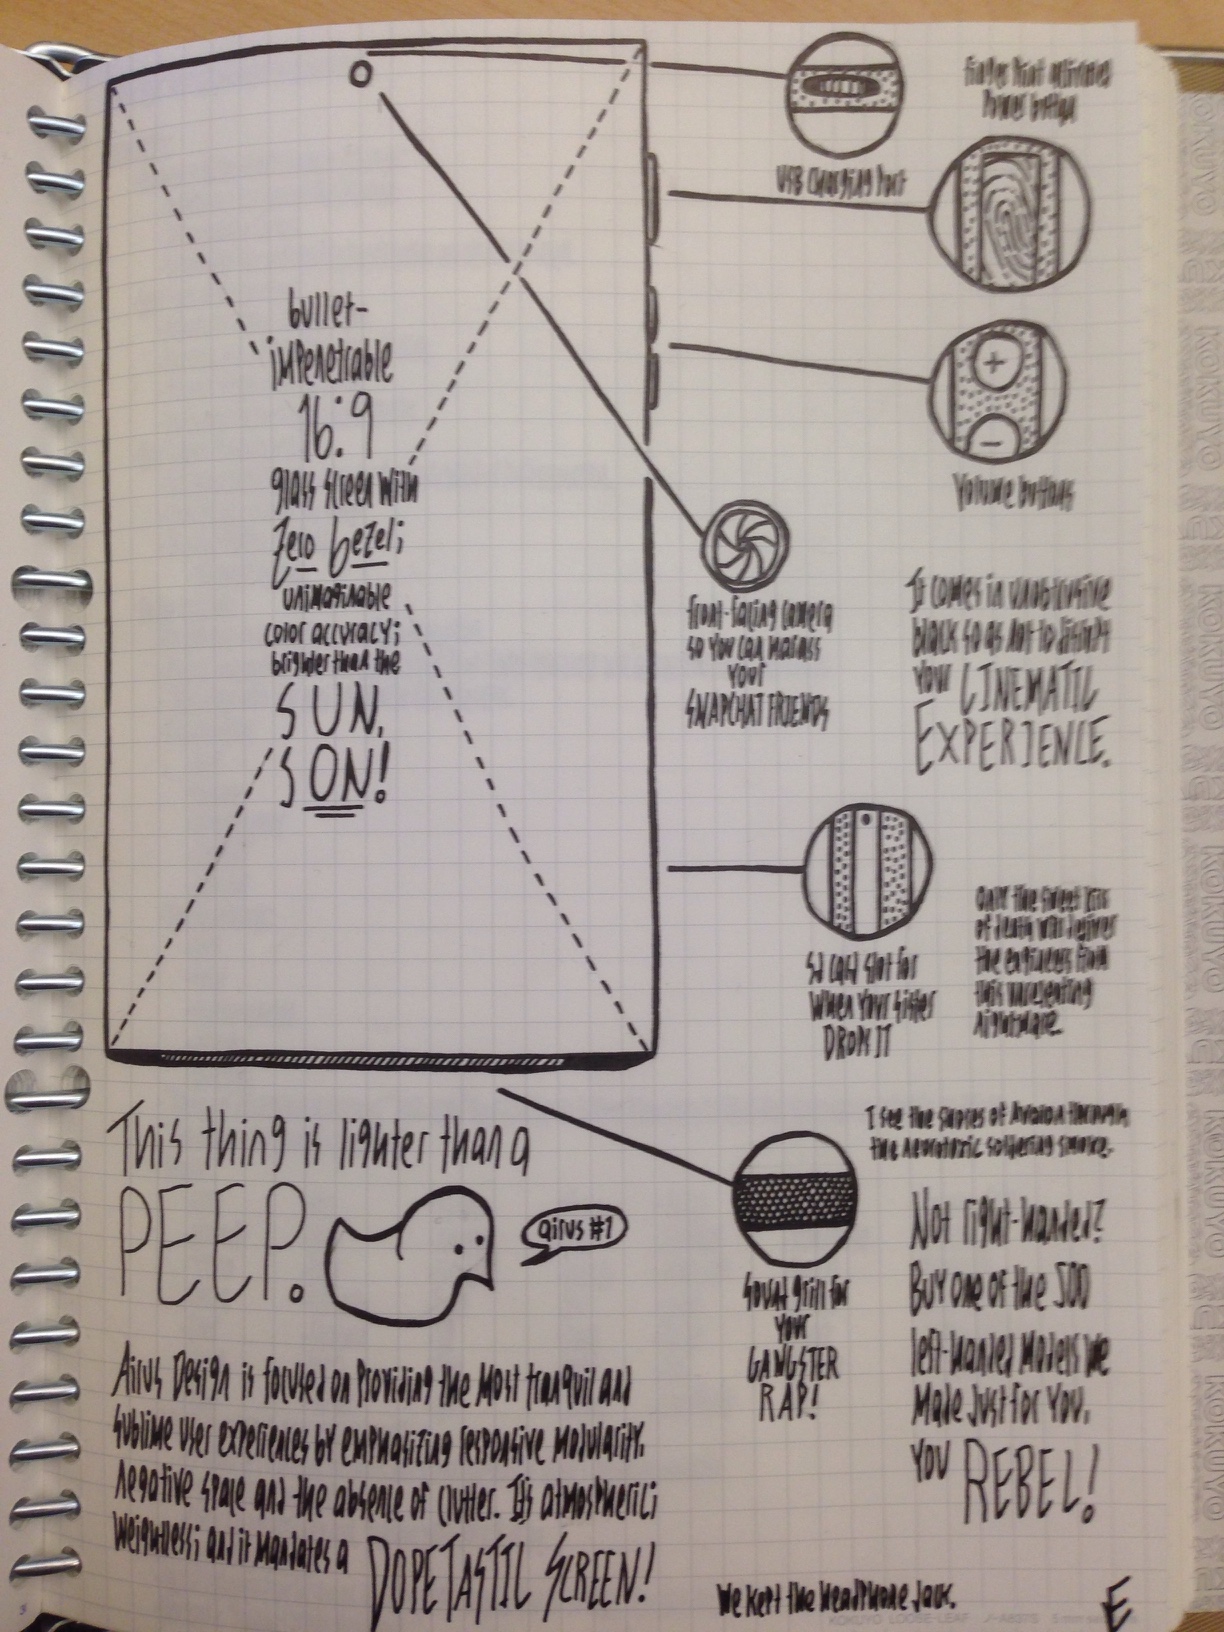 finger print activated
Power button
USB Charging Port
bullet-
impenetrable
16:9
glass screen with
Zero bezel;
unimaginable
color accuracy;
brighter than the
SUN,
SON!
+
−
Volume buttons
front-facing camera
so you can harass
your
SNAPCHAT FRIENDS
It comes in unobtrusive
black so as not to disrupt
your CINEMATIC
EXPERIENCE.
SD card slot for
When your sister
DROPS IT
Only the sweet kiss
of death will deliver
the engineers from
this unrelenting
nightmare.
This thing is lighter than a
PEEP.
airus #1
I see the shores of Avalon through
the neurotoxic soldering smoke.
Sound grill for
your
GANGSTER
RAP!
Not right-handed?
Buy one of the 500
left-handed models we
Made just for you,
you REBEL!
Airus Design is focused on providing the most tranquil and
sublime user experiences by emphasizing responsive modularity,
negative space and the absence of clutter. It's atmospheric;
weightless; and it mandates a DOPETASTIC SCREEN!
We kept the headphone jack.
E
KOKUYO LOOSE-LEAF
KOKUYO